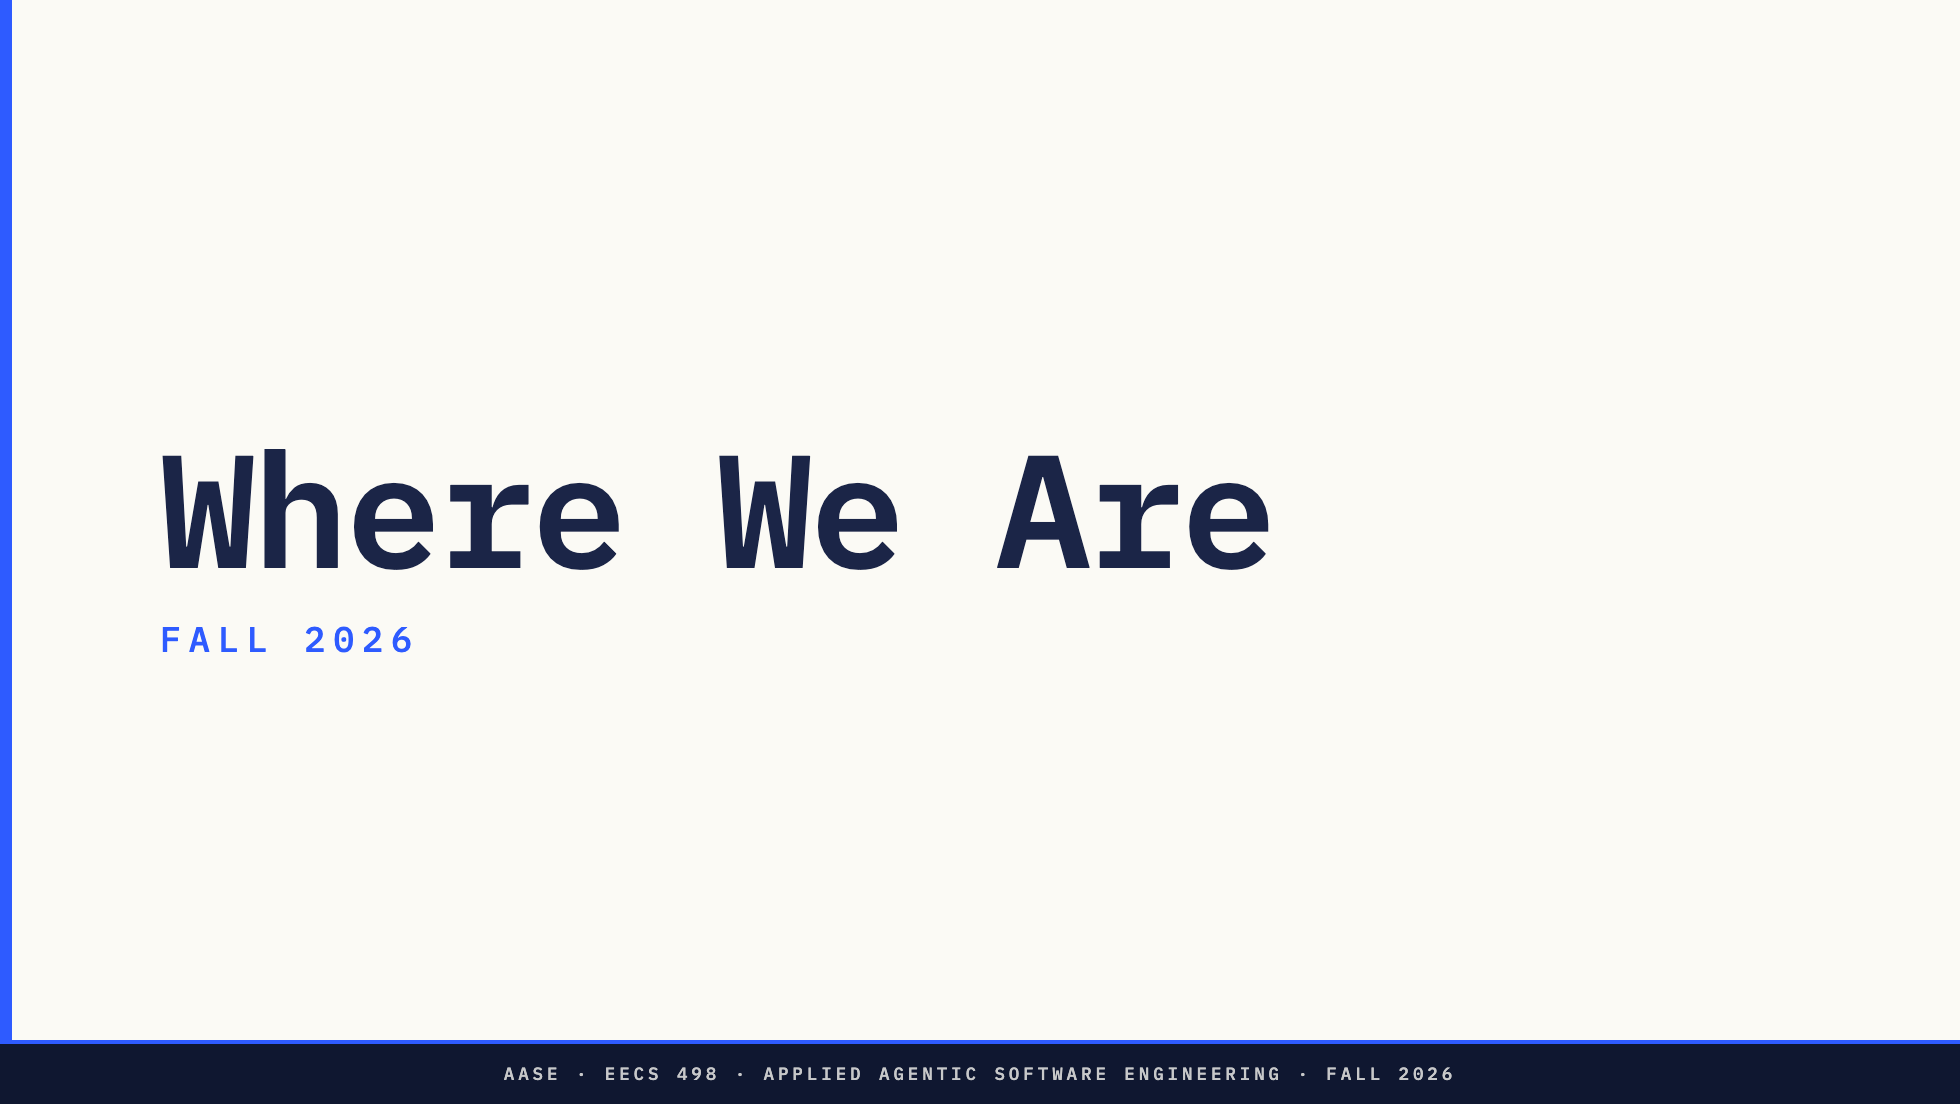 Where We Are
FALL 2026
AASE · EECS 498 · APPLIED AGENTIC SOFTWARE ENGINEERING · FALL 2026